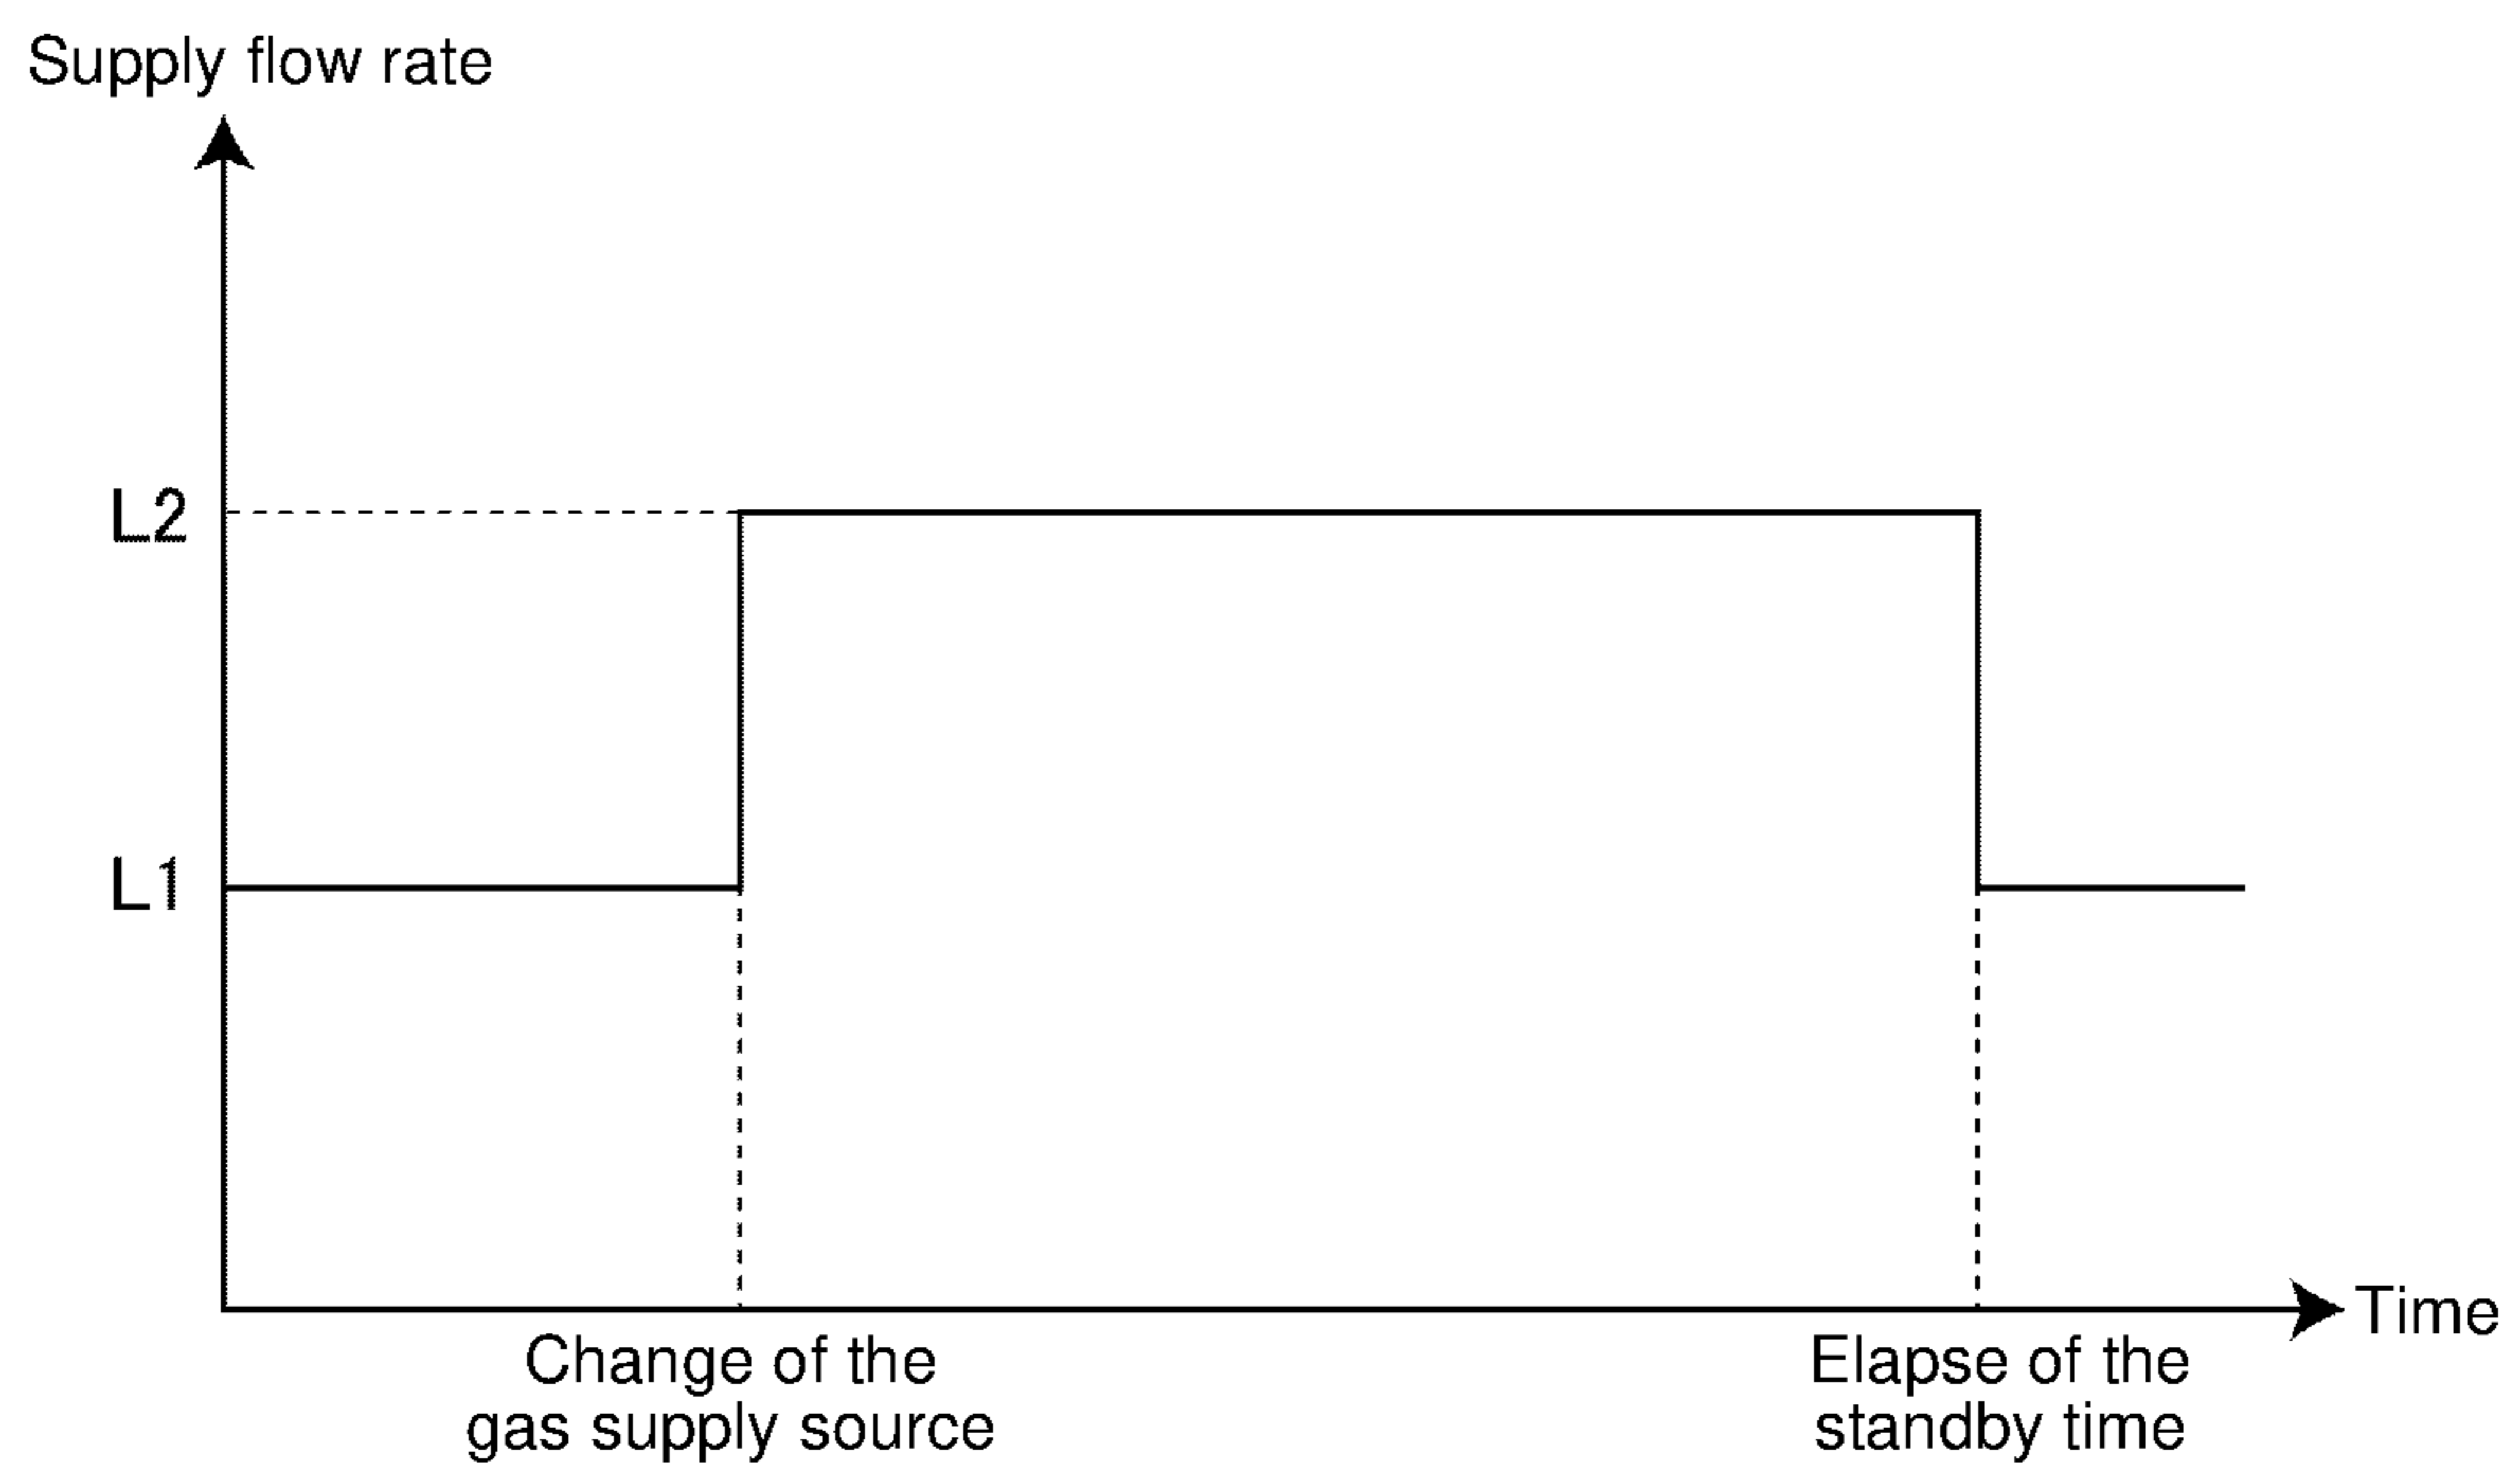 Supply flow rate
L2
L1
Time
Change of the
gas supply source
Elapse of the
standby time